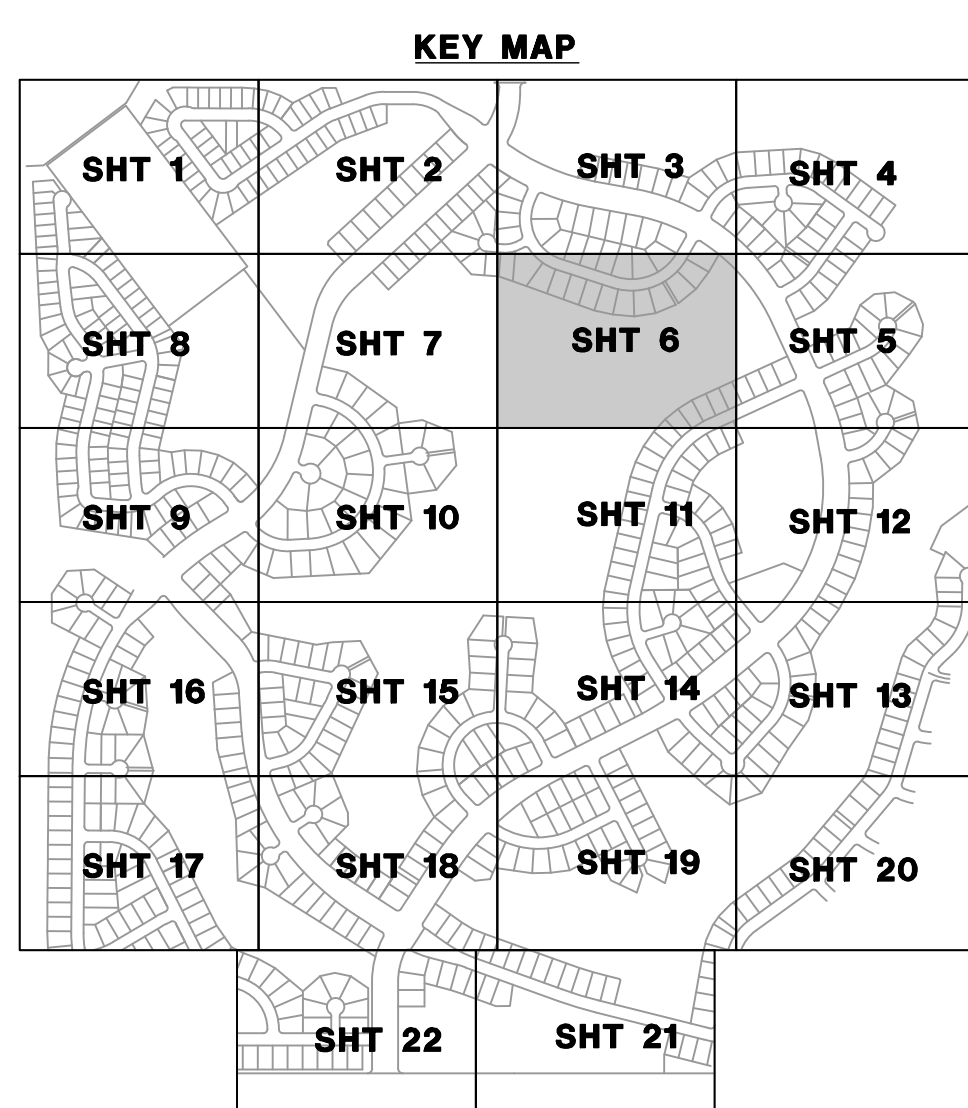 KEY MAP
SHT 1 SHT 2 SHT 3 SHT 4
SHT 8 SHT 7 SHT 6 SHT 5
SHT 9 SHT 10 SHT 11 SHT 12
SHT 16 SHT 15 SHT 14 SHT 13
SHT 17 SHT 18 SHT 19 SHT 20
SHT 22 SHT 21